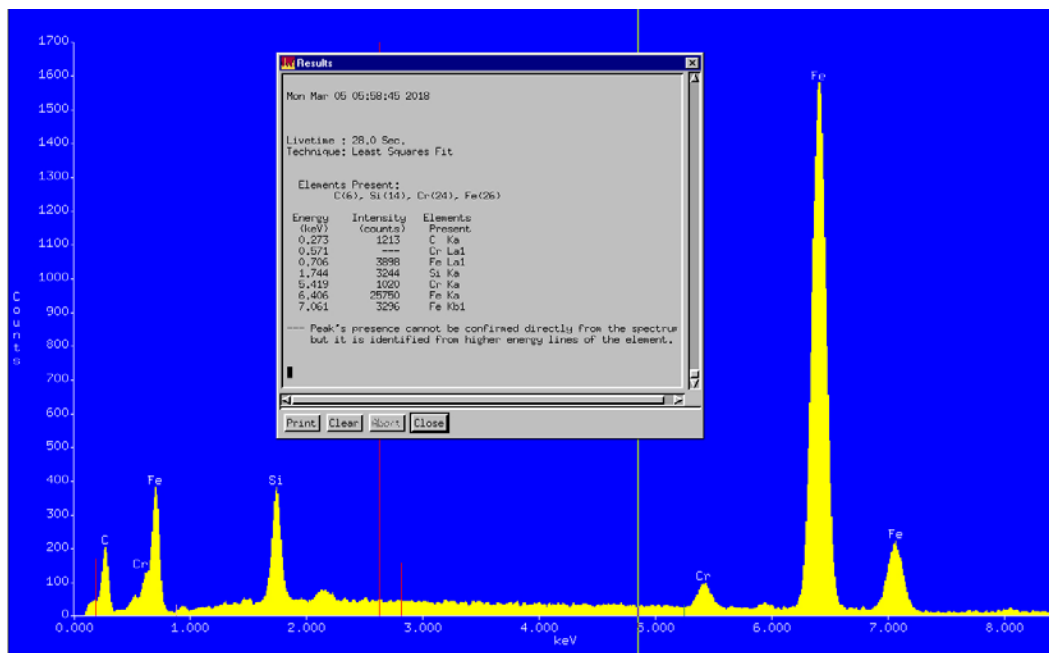 Results
Mon Mar 05 05:58:45 2018
Livetime : 28.0 Sec.
Technique: Least Squares Fit
Elements Present:
C(6), Si(14), Cr(24), Fe(26)
Energy Intensity Elements
(keV) (counts) Present
0.273 1213 C Ka
0.571 --- Cr La1
0.706 3898 Fe La1
1.744 3244 Si Ka
5.419 1020 Cr Ka
6.406 25750 Fe Ka
7.061 3296 Fe Kb1
--- Peak's presence cannot be confirmed directly from the spectrum
but it is identified from higher energy lines of the element.
Print Clear Abort Close
1700
1600
1500
1400
1300
1200
1100
1000
900
800
700
600
500
400
300
200
100
0
Counts
C
Cr
Fe
Si
Cr
Fe
Fe
0.000 1.000 2.000 3.000 4.000 5.000 6.000 7.000 8.000
keV